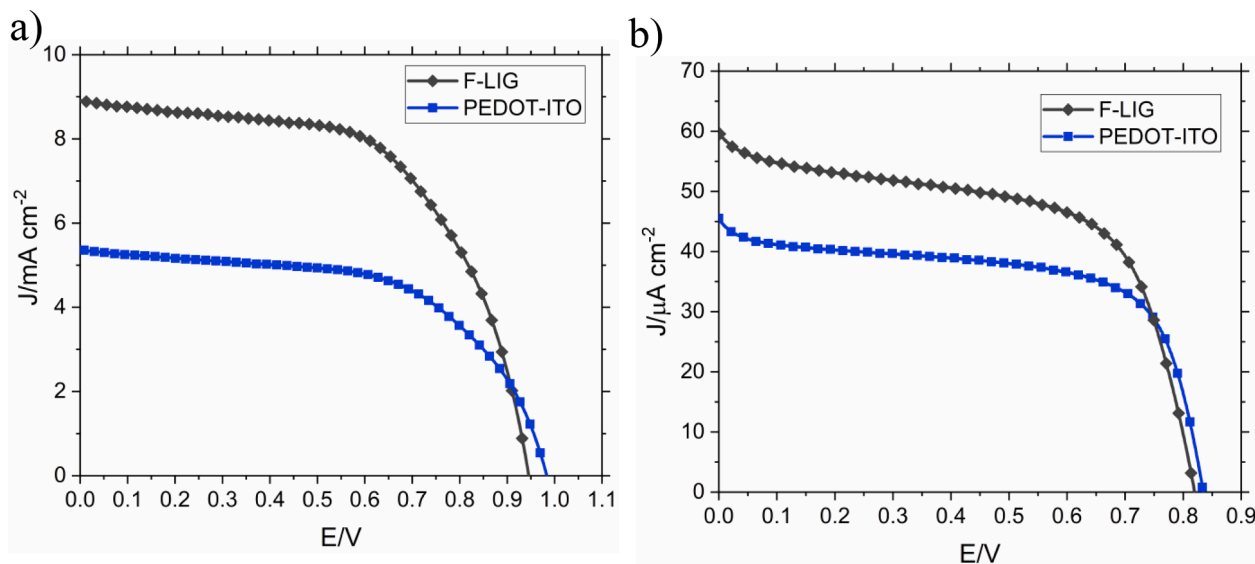 a)
10
8
6
4
2
0
J/mA cm-2
F-LIG
PEDOT-ITO
0.0 0.1 0.2 0.3 0.4 0.5 0.6 0.7 0.8 0.9 1.0 1.1
E/V
b)
70
60
50
40
30
20
10
0
J/μA cm-2
F-LIG
PEDOT-ITO
0.0 0.1 0.2 0.3 0.4 0.5 0.6 0.7 0.8 0.9
E/V